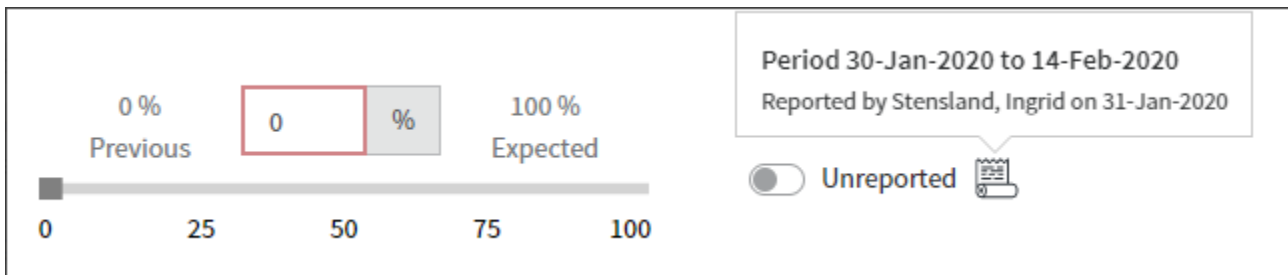 Period 30-Jan-2020 to 14-Feb-2020
Reported by Stensland, Ingrid on 31-Jan-2020
0 % 0 % 100 %
Previous Expected
Unreported
0 25 50 75 100